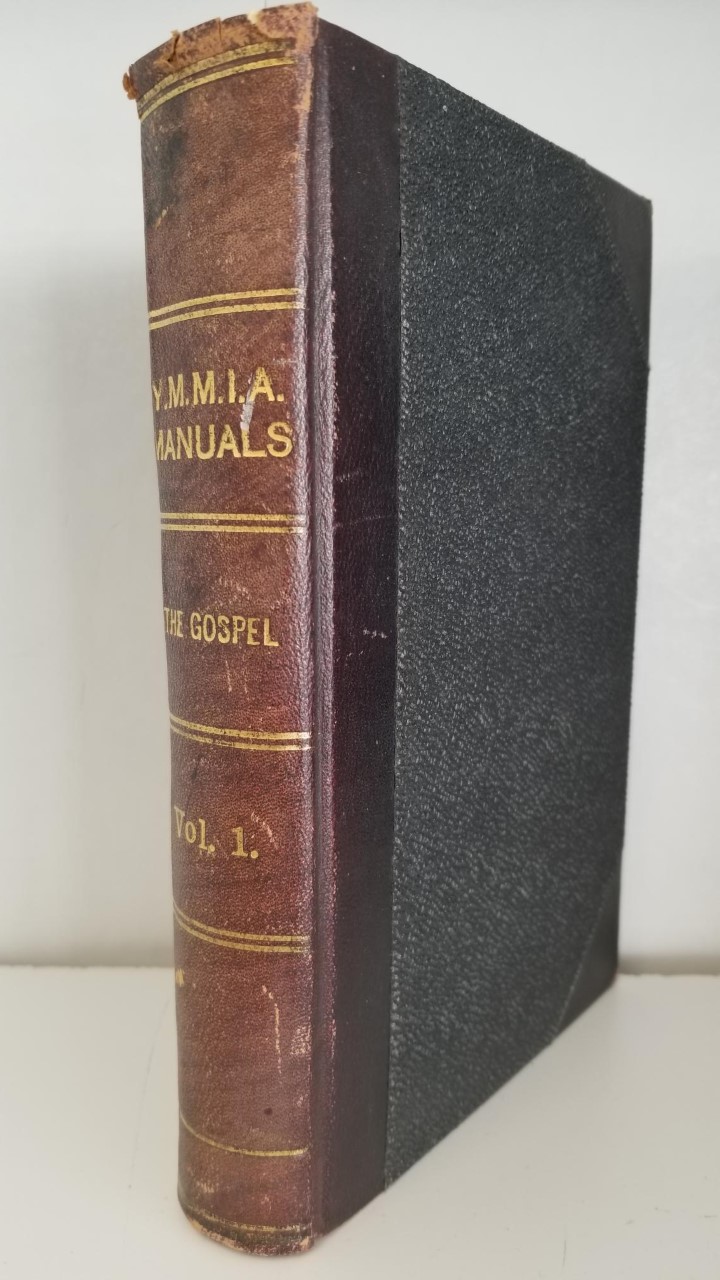 Y.M.M.I.A.
MANUALS
THE GOSPEL
Vol. 1.